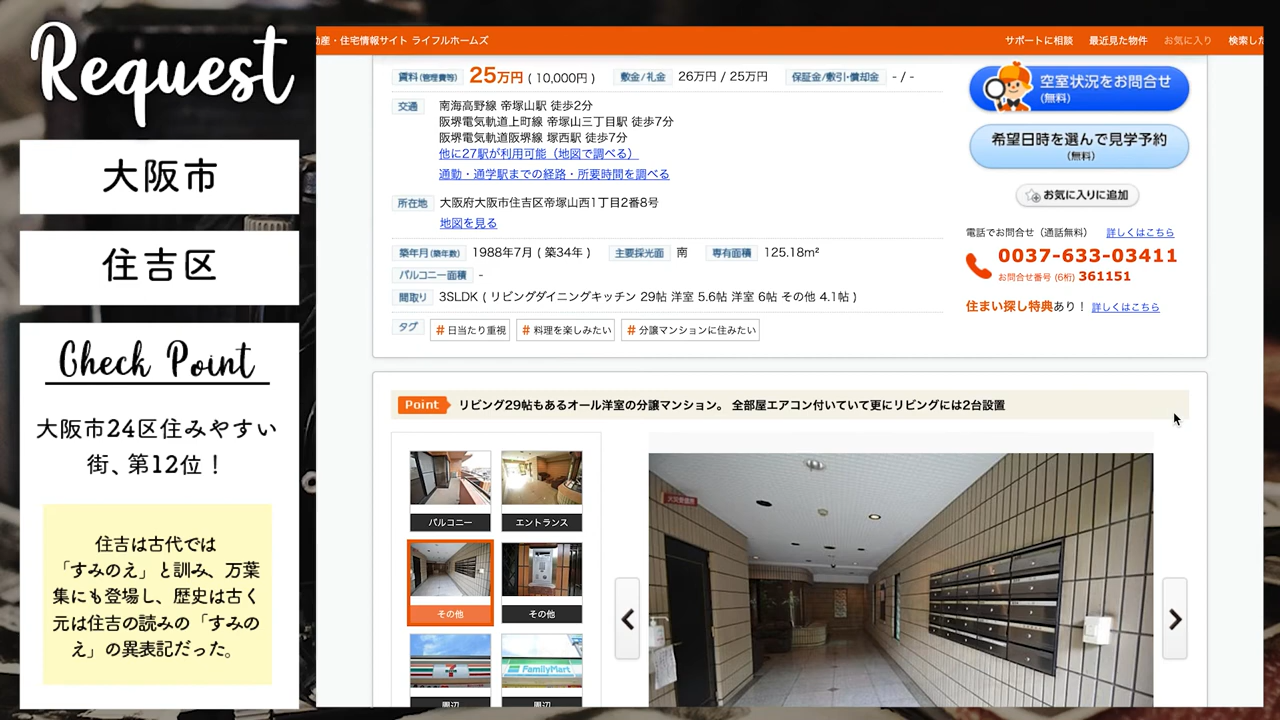 Request
大阪市
住吉区
Check Point
大阪市24区住みやすい
街、第12位！
住吉は古代では
「すみのえ」と訓み、万葉
集にも登場し、歴史は古く
元は住吉の読みの「すみの
え」の異表記だった。
動産・住宅情報サイト ライフルホームズ
サポートに相談 最近見た物件 お気に入り 検索した
賃料(管理費等) 25万円 ( 10,000円 ) 敷金/礼金 26万円 / 25万円 保証金/敷引・償却金 - / -
交通 南海高野線 帝塚山駅 徒歩2分
阪堺電気軌道上町線 帝塚山三丁目駅 徒歩7分
阪堺電気軌道阪堺線 塚西駅 徒歩7分
他に27駅が利用可能（地図で調べる）
通勤・通学駅までの経路・所要時間を調べる
所在地 大阪府大阪市住吉区帝塚山西1丁目2番8号
地図を見る
築年月(築年数) 1988年7月 ( 築34年 ) 主要採光面 南 専有面積 125.18m²
バルコニー面積 -
間取り 3SLDK ( リビングダイニングキッチン 29帖 洋室 5.6帖 洋室 6帖 その他 4.1帖 )
タグ #日当たり重視 #料理を楽しみたい #分譲マンションに住みたい
空室状況をお問合せ
(無料)
希望日時を選んで見学予約
(無料)
お気に入りに追加
電話でお問合せ（通話無料） 詳しくはこちら
0037-633-03411
お問合せ番号 (6桁) 361151
住まい探し特典あり！ 詳しくはこちら
Point リビング29帖もあるオール洋室の分譲マンション。 全部屋エアコン付いていて更にリビングには2台設置
バルコニー エントランス
その他 その他
7 FamilyMart
周辺 周辺